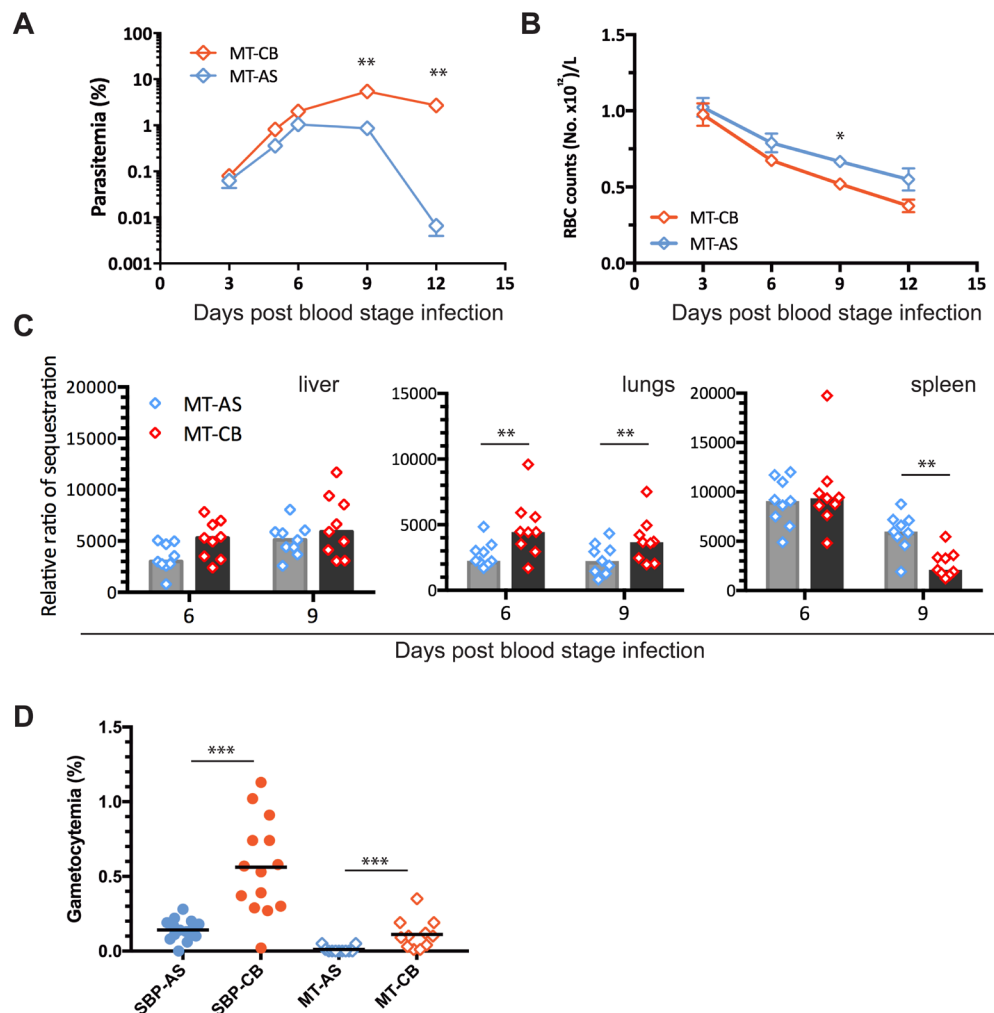 A
Parasitemia (%)
100
10
1
0.1
0.01
0.001
MT-CB
MT-AS
**
**
0
3
6
9
12
15
Days post blood stage infection
B
RBC counts (No. x10¹²)/L
1.5
1.0
0.5
0.0
*
MT-CB
MT-AS
0
3
6
9
12
15
Days post blood stage infection
C
Relative ratio of sequestration
20000
15000
10000
5000
0
liver
MT-AS
MT-CB
6
9
15000
10000
5000
0
lungs
**
**
6
9
20000
15000
10000
5000
0
spleen
**
6
9
Days post blood stage infection
D
Gametocytemia (%)
1.5
1.0
0.5
0.0
***
***
SBP-AS
SBP-CB
MT-AS
MT-CB